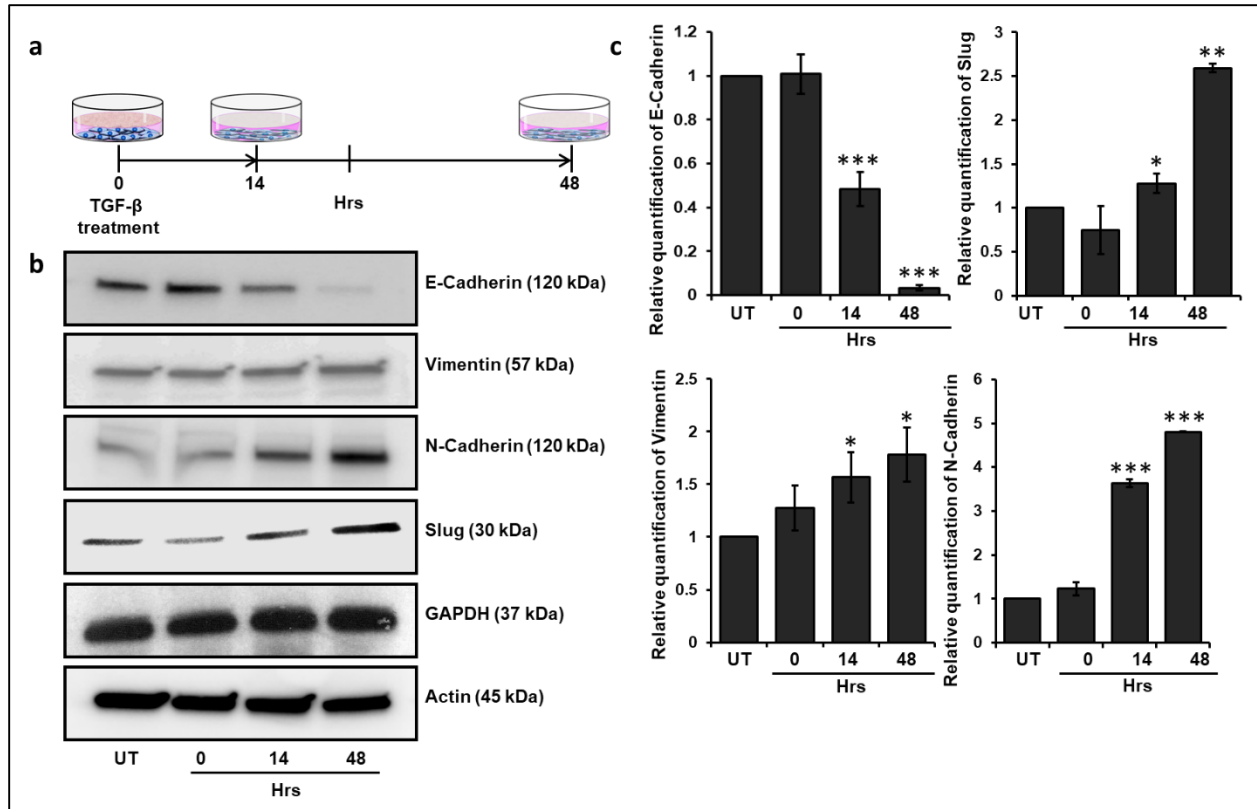 a
0
14
Hrs
48
TGF-β
treatment
b
E-Cadherin (120 kDa)
Vimentin (57 kDa)
N-Cadherin (120 kDa)
Slug (30 kDa)
GAPDH (37 kDa)
Actin (45 kDa)
UT 0 14 48
Hrs
c
Relative quantification of E-Cadherin
1.2
1
0.8
0.6
0.4
0.2
0
***
***
UT 0 14 48
Hrs
Relative quantification of Slug
3
2.5
2
1.5
1
0.5
0
*
**
UT 0 14 48
Hrs
Relative quantification of Vimentin
2.5
2
1.5
1
0.5
0
*
*
UT 0 14 48
Hrs
Relative quantification of N-Cadherin
6
5
4
3
2
1
0
***
***
UT 0 14 48
Hrs